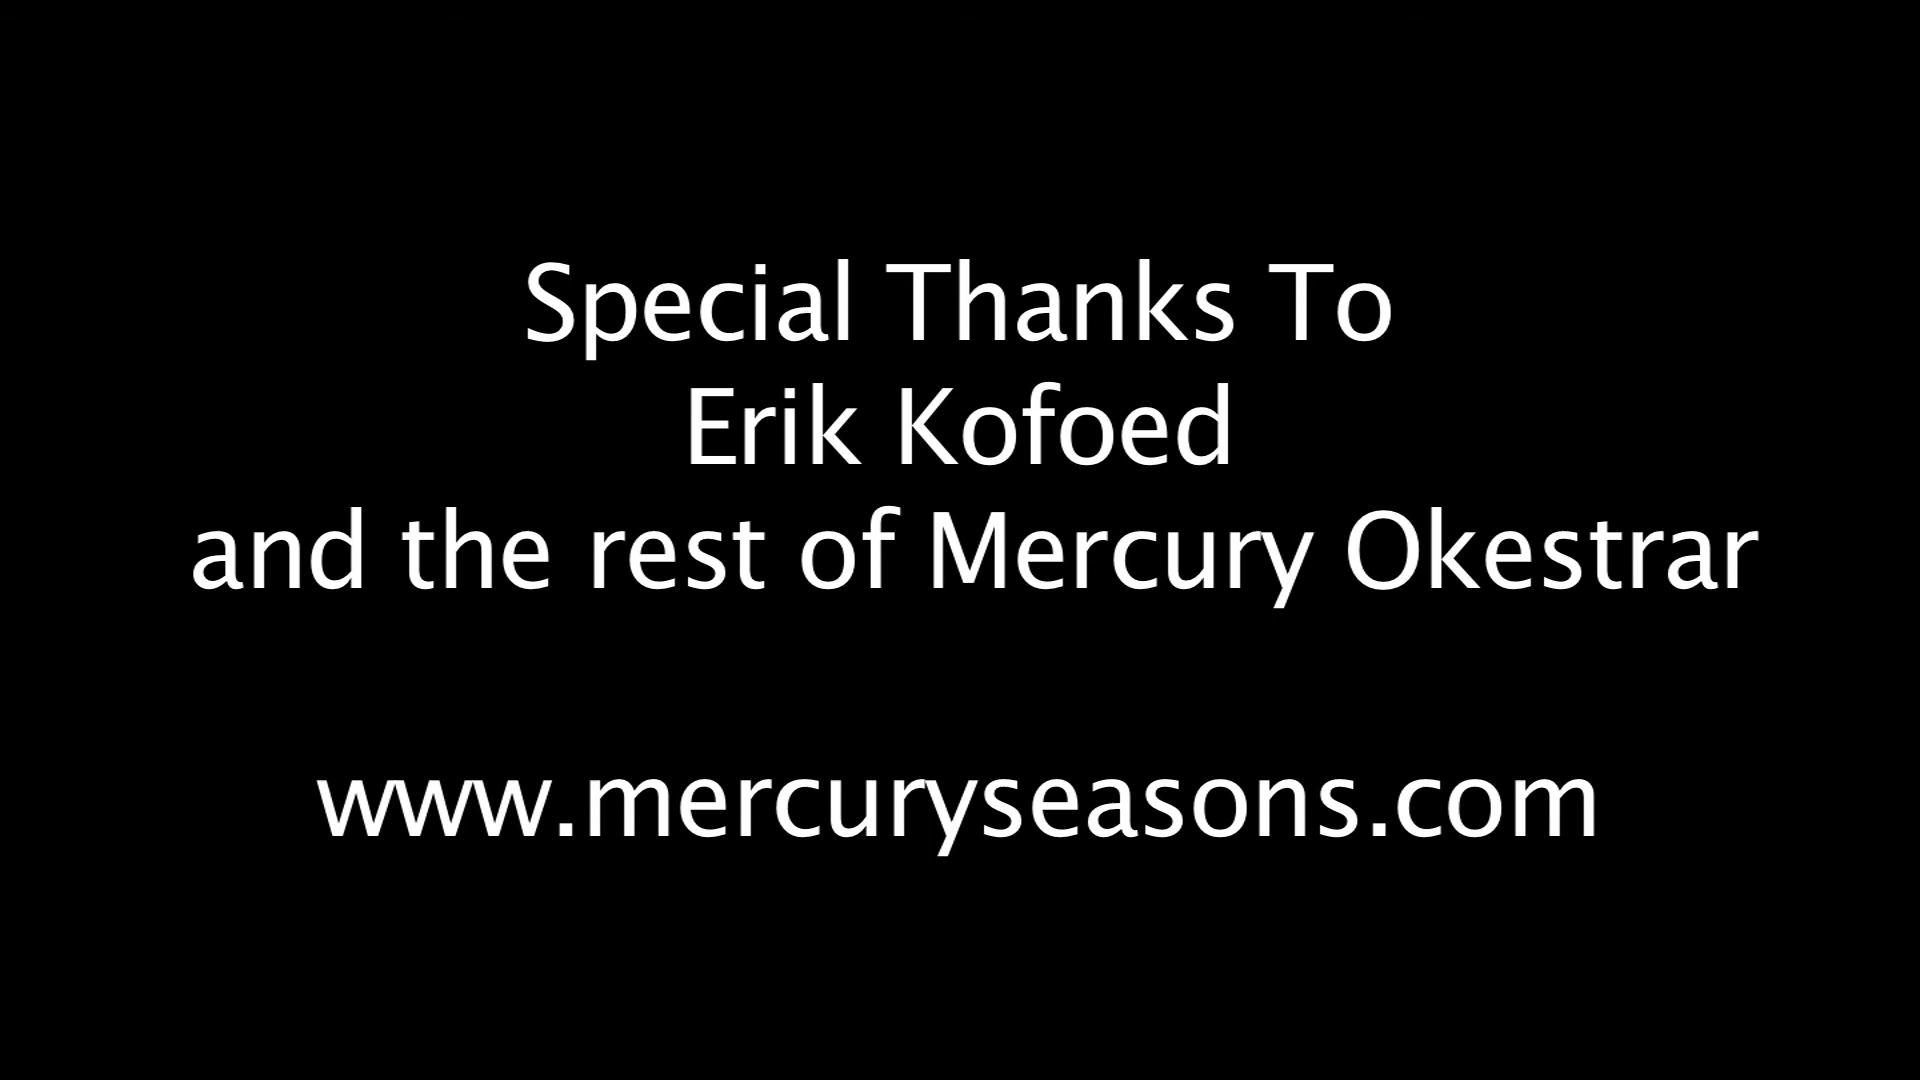 Special Thanks To
Erik Kofoed
and the rest of Mercury Okestrar
www.mercuryseasons.com